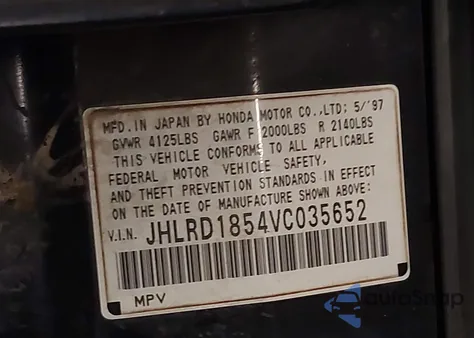 MFD.IN JAPAN BY HONDA MOTOR CO.,LTD; 5/'97
GVWR 4125LBS GAWR F 2000LBS R 2140LBS
THIS VEHICLE CONFORMS TO ALL APPLICABLE
FEDERAL MOTOR VEHICLE SAFETY,
AND THEFT PREVENTION STANDARDS IN EFFECT
ON THE DATE OF MANUFACTURE SHOWN ABOVE:
V.I.N. JHLRD1854VC035652
MPV
AutoSnap